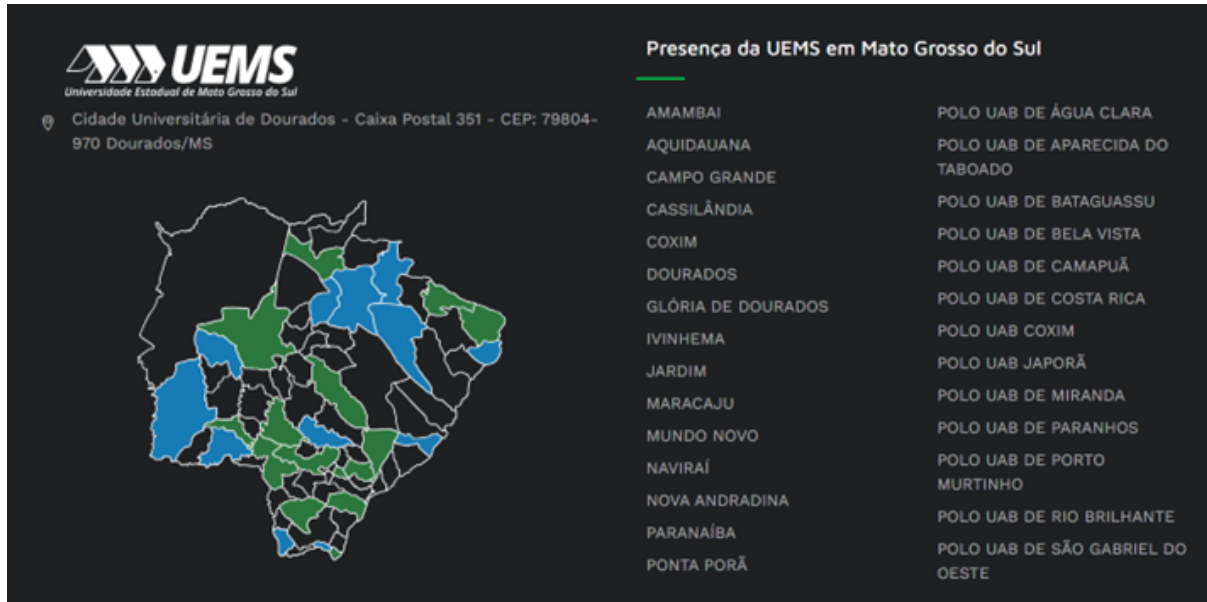 UEMS
Universidade Estadual de Mato Grosso do Sul
Cidade Universitária de Dourados - Caixa Postal 351 - CEP: 79804-
970 Dourados/MS
Presença da UEMS em Mato Grosso do Sul
AMAMBAI
AQUIDAUANA
CAMPO GRANDE
CASSILÂNDIA
COXIM
DOURADOS
GLÓRIA DE DOURADOS
IVINHEMA
JARDIM
MARACAJU
MUNDO NOVO
NAVIRAÍ
NOVA ANDRADINA
PARANAÍBA
PONTA PORÃ
POLO UAB DE ÁGUA CLARA
POLO UAB DE APARECIDA DO
TABOADO
POLO UAB DE BATAGUASSU
POLO UAB DE BELA VISTA
POLO UAB DE CAMAPUÃ
POLO UAB DE COSTA RICA
POLO UAB COXIM
POLO UAB JAPORÃ
POLO UAB DE MIRANDA
POLO UAB DE PARANHOS
POLO UAB DE PORTO
MURTINHO
POLO UAB DE RIO BRILHANTE
POLO UAB DE SÃO GABRIEL DO
OESTE